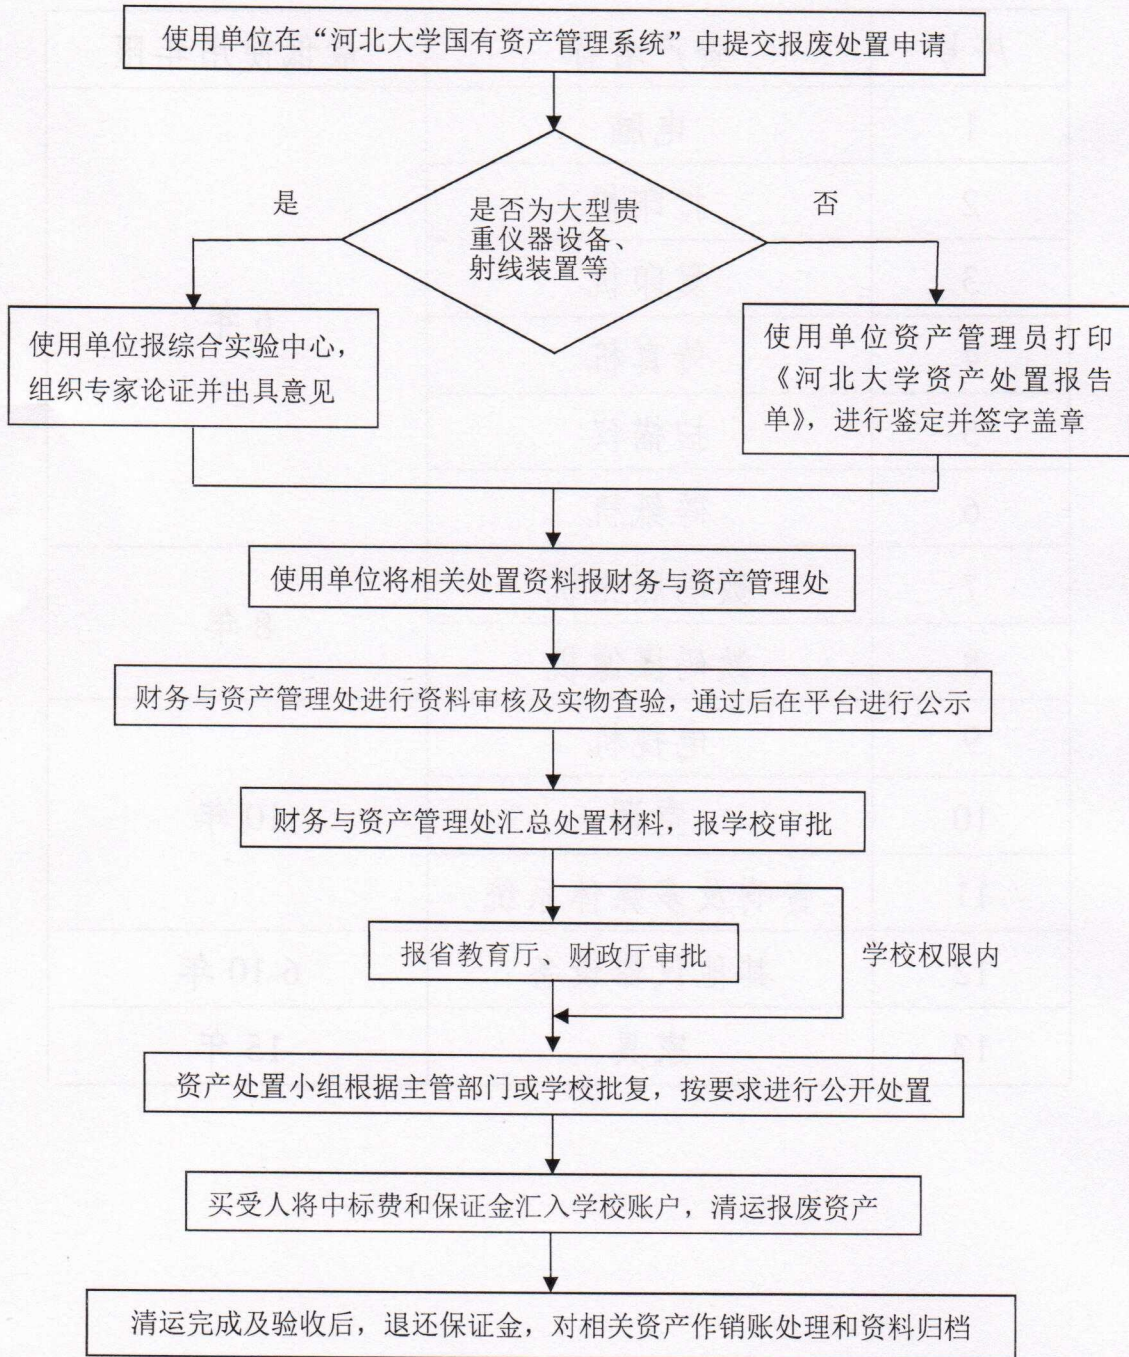 使用单位在“河北大学国有资产管理系统”中提交报废处置申请
是否为大型贵
重仪器设备、
射线装置等
是
否
使用单位报综合实验中心，
组织专家论证并出具意见
使用单位资产管理员打印
《河北大学资产处置报告
单》，进行鉴定并签字盖章
使用单位将相关处置资料报财务与资产管理处
财务与资产管理处进行资料审核及实物查验，通过后在平台进行公示
财务与资产管理处汇总处置材料，报学校审批
报省教育厅、财政厅审批
学校权限内
资产处置小组根据主管部门或学校批复，按要求进行公开处置
买受人将中标费和保证金汇入学校账户，清运报废资产
清运完成及验收后，退还保证金，对相关资产作销账处理和资料归档